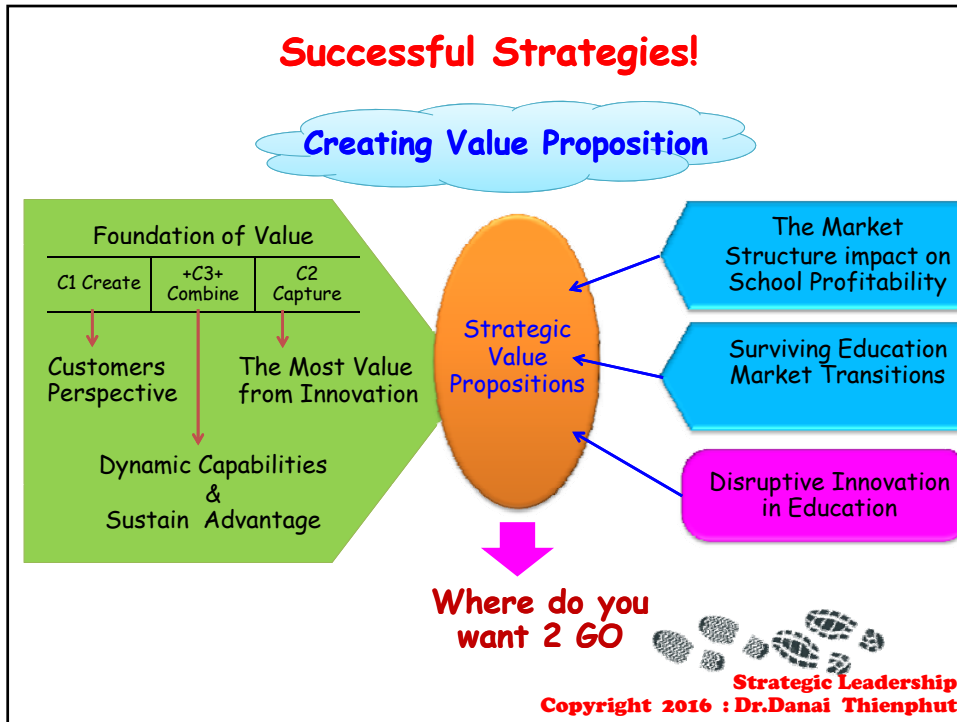 Successful Strategies!
Creating Value Proposition
Foundation of Value
C1 Create
+C3+
Combine
C2
Capture
Customers
Perspective
The Most Value
from Innovation
Dynamic Capabilities
&
Sustain Advantage
Strategic
Value
Propositions
The Market
Structure impact on
School Profitability
Surviving Education
Market Transitions
Disruptive Innovation
in Education
Where do you
want 2 GO
Strategic Leadership
Copyright 2016 : Dr.Danai Thienphut